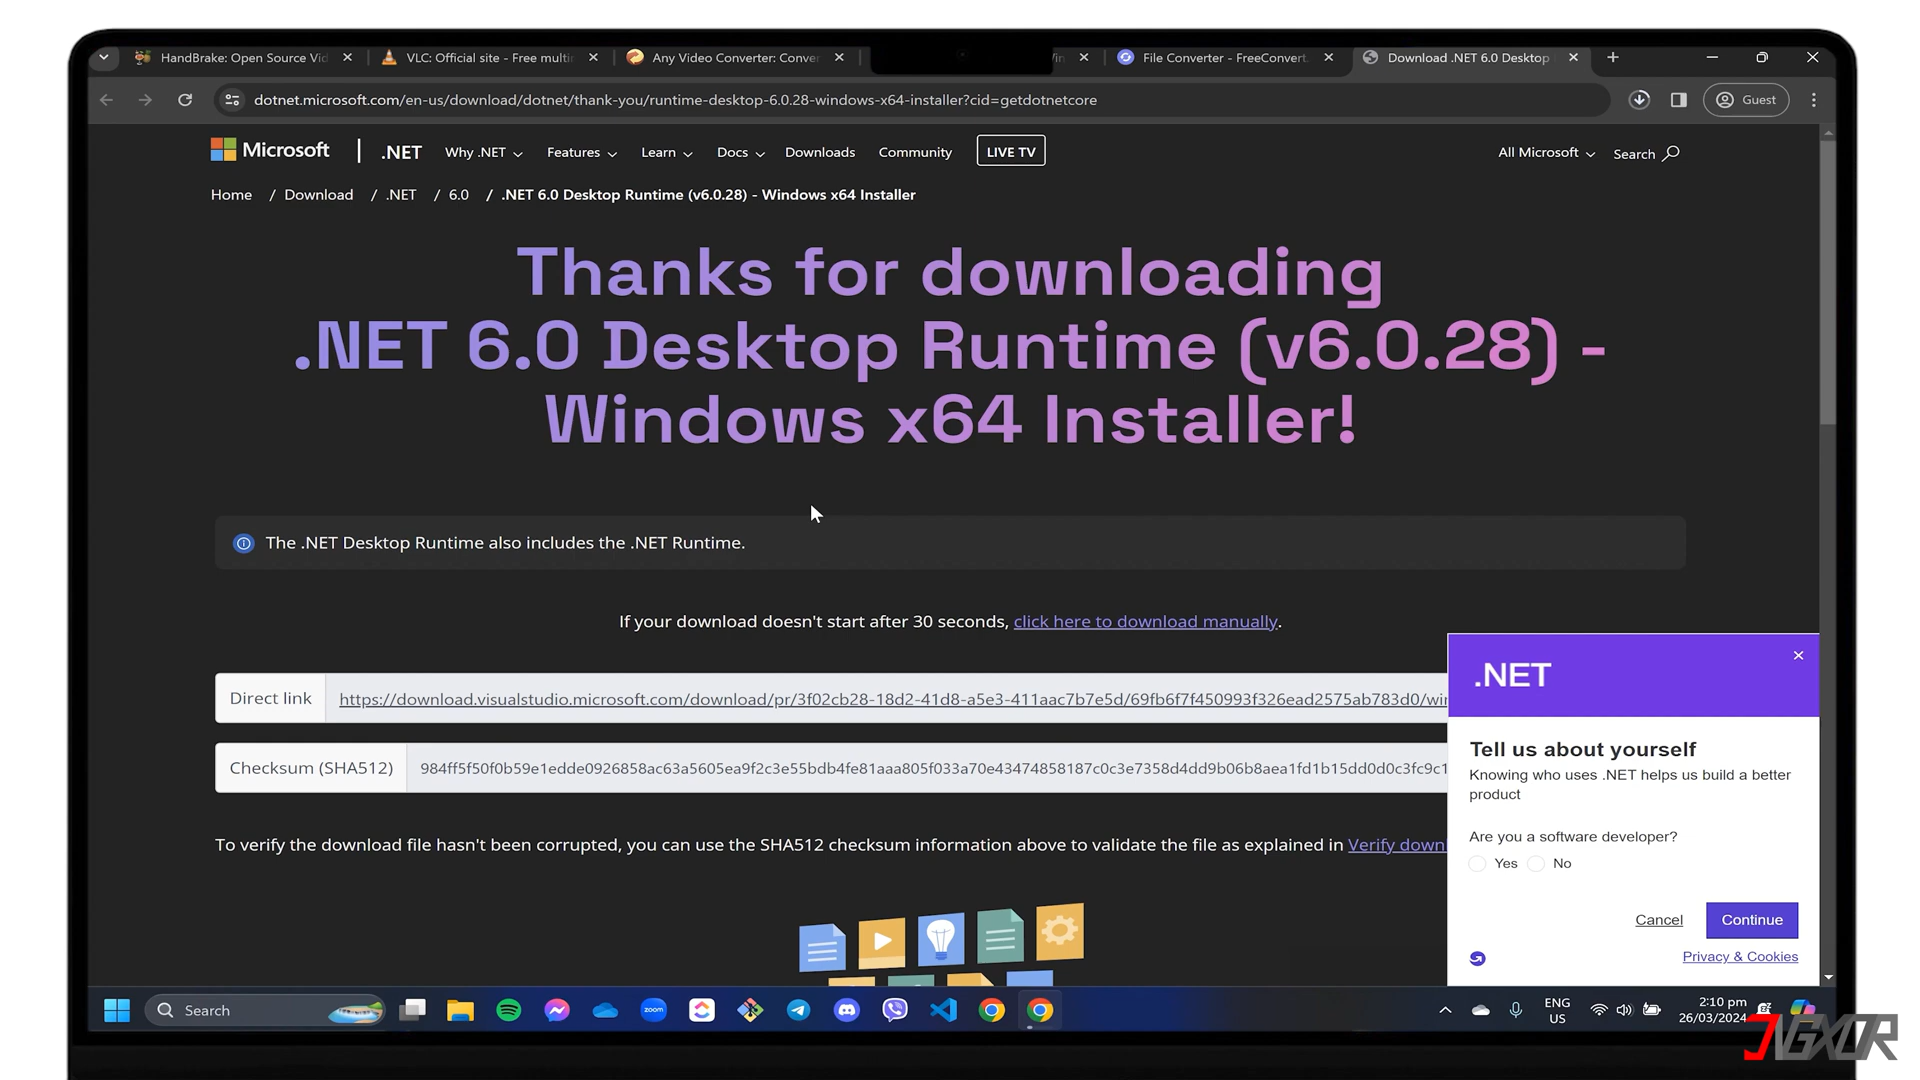 HandBrake: Open Source Vid
VLC: Official site - Free multim
Any Video Converter: Conver
File Converter - FreeConvert.
Download .NET 6.0 Desktop
dotnet.microsoft.com/en-us/download/dotnet/thank-you/runtime-desktop-6.0.28-windows-x64-installer?cid=getdotnetcore
Guest
Microsoft
.NET
Why .NET
Features
Learn
Docs
Downloads
Community
LIVE TV
All Microsoft
Search
Home / Download / .NET / 6.0 / .NET 6.0 Desktop Runtime (v6.0.28) - Windows x64 Installer
Thanks for downloading
.NET 6.0 Desktop Runtime (v6.0.28) -
Windows x64 Installer!
The .NET Desktop Runtime also includes the .NET Runtime.
If your download doesn't start after 30 seconds, click here to download manually.
Direct link
https://download.visualstudio.microsoft.com/download/pr/3f02cb28-18d2-41d8-a5e3-411aac7b7e5d/69fb6f7f450993f326ead2575ab783d0/win
Checksum (SHA512)
984ff5f50f0b59e1edde0926858ac63a5605ea9f2c3e55bdb4fe81aaa805f033a70e43474858187c0c3e7358d4dd9b06b8aea1fd1b15dd0d0c3fc9c1
To verify the download file hasn't been corrupted, you can use the SHA512 checksum information above to validate the file as explained in Verify down
.NET
Tell us about yourself
Knowing who uses .NET helps us build a better
product
Are you a software developer?
Yes
No
Cancel
Continue
Privacy & Cookies
Search
zoom
ENG
US
2:10 pm
26/03/2024
JNGXOR